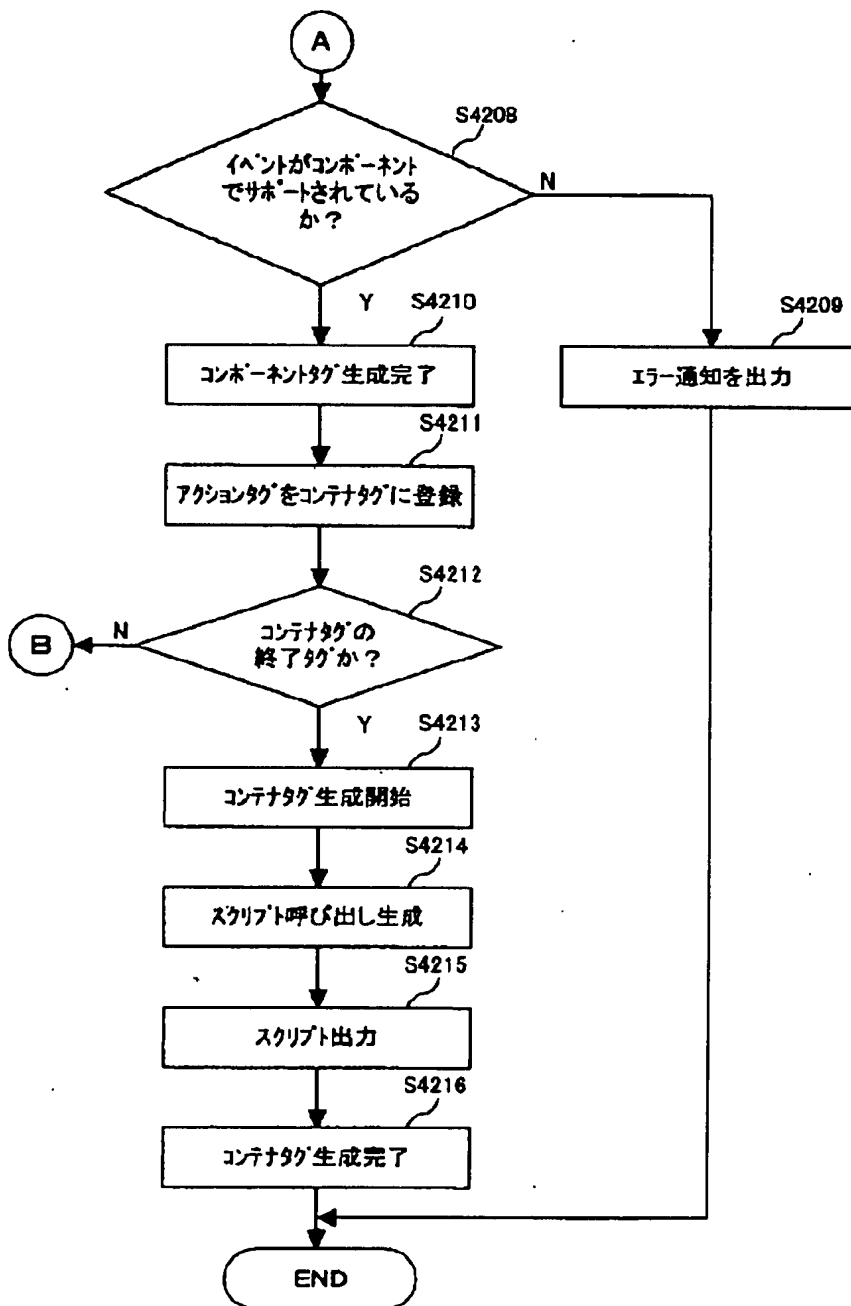 A
S4208
イベントがコンポーネント
でサポートされている
か？
N
Y
S4210
S4209
コンポーネントタグ生成完了
エラー通知を出力
S4211
アクションタグをコンテナタグに登録
S4212
B
N
コンテナタグの
終了タグか？
Y
S4213
コンテナタグ生成開始
S4214
スクリプト呼び出し生成
S4215
スクリプト出力
S4216
コンテナタグ生成完了
END